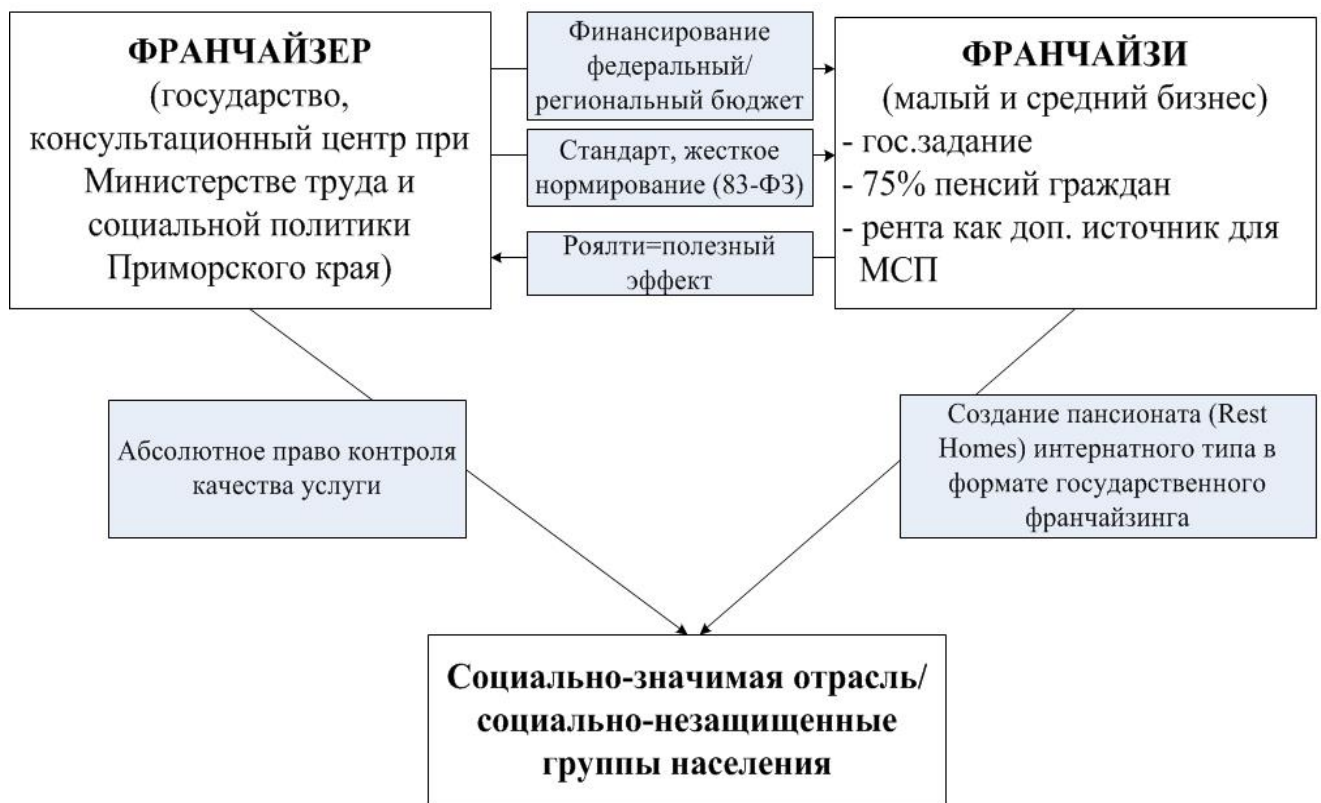 ФРАНЧАЙЗЕР
(государство,
консультационный центр при
Министерстве труда и
социальной политики
Приморского края)
Финансирование
федеральный/
региональный бюджет
Стандарт, жесткое
нормирование (83-ФЗ)
Роялти=полезный
эффект
ФРАНЧАЙЗИ
(малый и средний бизнес)
- гос.задание
- 75% пенсий граждан
- рента как доп. источник для
МСП
Абсолютное право контроля
качества услуги
Создание пансионата (Rest
Homes) интернатного типа в
формате государственного
франчайзинга
Социально-значимая отрасль/
социально-незащищенные
группы населения